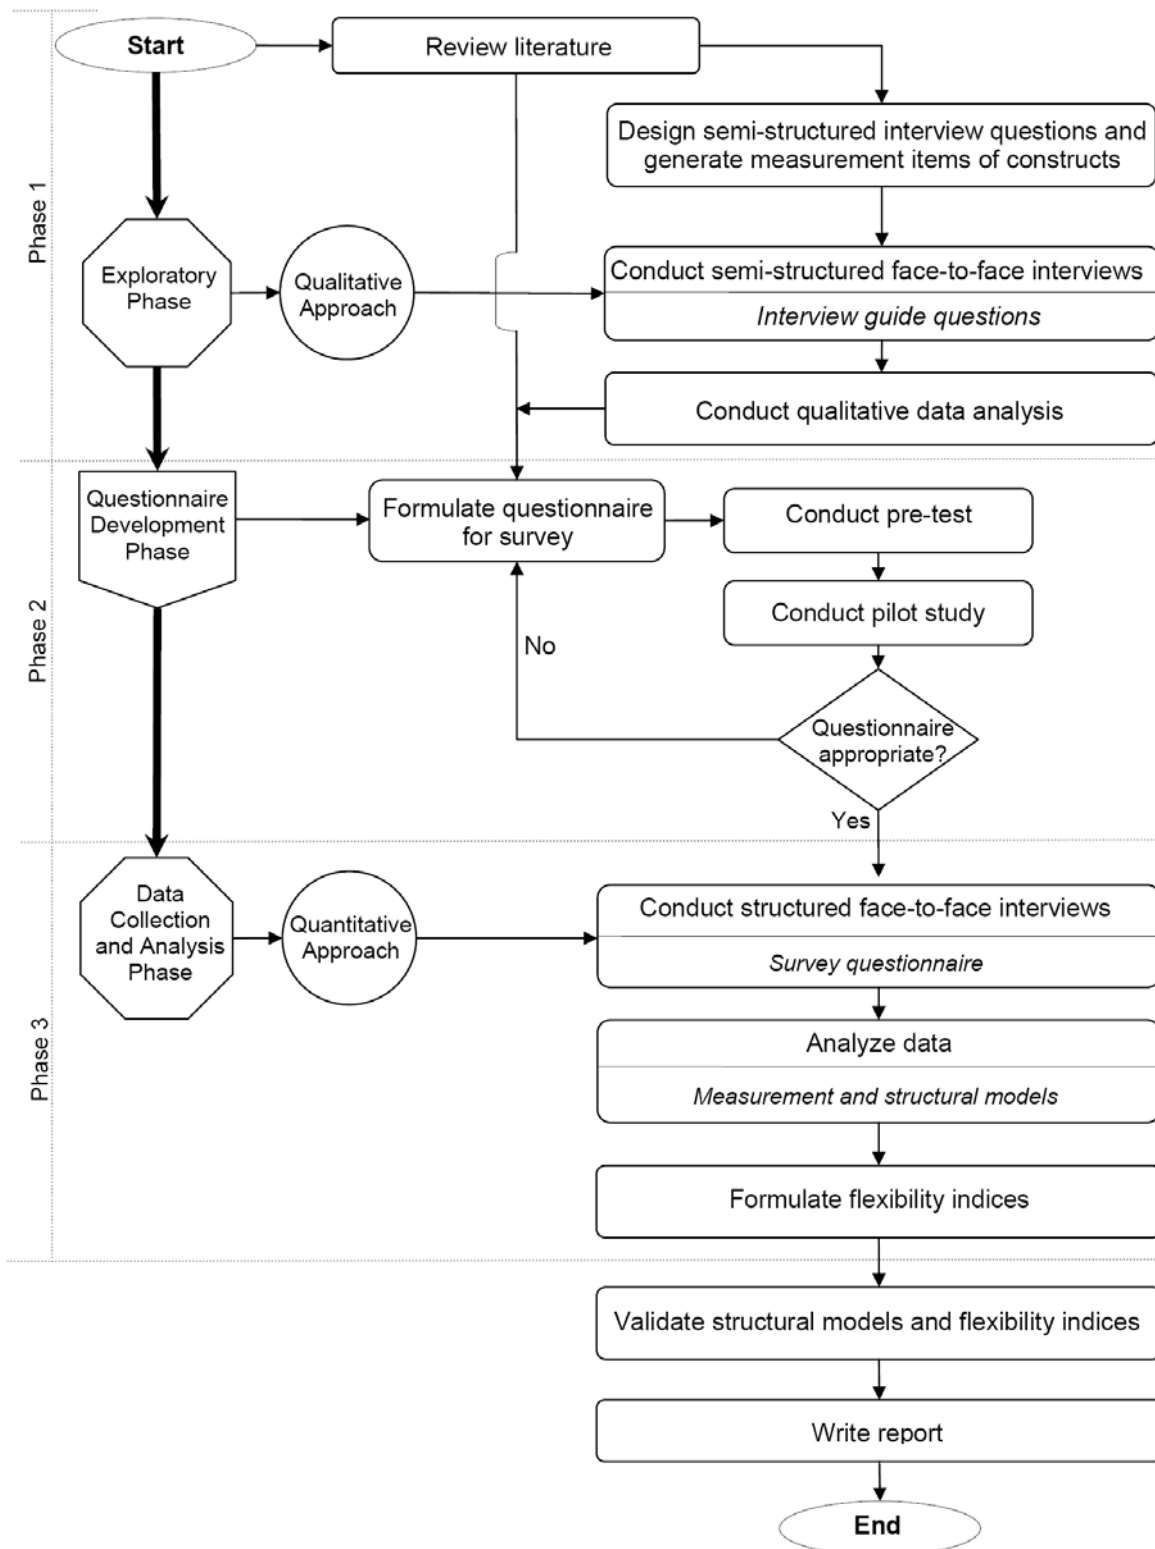 Start
Review literature
Design semi-structured interview questions and
generate measurement items of constructs
Phase 1
Exploratory
Phase
Qualitative
Approach
Conduct semi-structured face-to-face interviews
Interview guide questions
Conduct qualitative data analysis
Questionnaire
Development
Phase
Formulate questionnaire
for survey
Conduct pre-test
Conduct pilot study
Phase 2
No
Questionnaire
appropriate?
Yes
Data
Collection
and Analysis
Phase
Quantitative
Approach
Conduct structured face-to-face interviews
Survey questionnaire
Phase 3
Analyze data
Measurement and structural models
Formulate flexibility indices
Validate structural models and flexibility indices
Write report
End